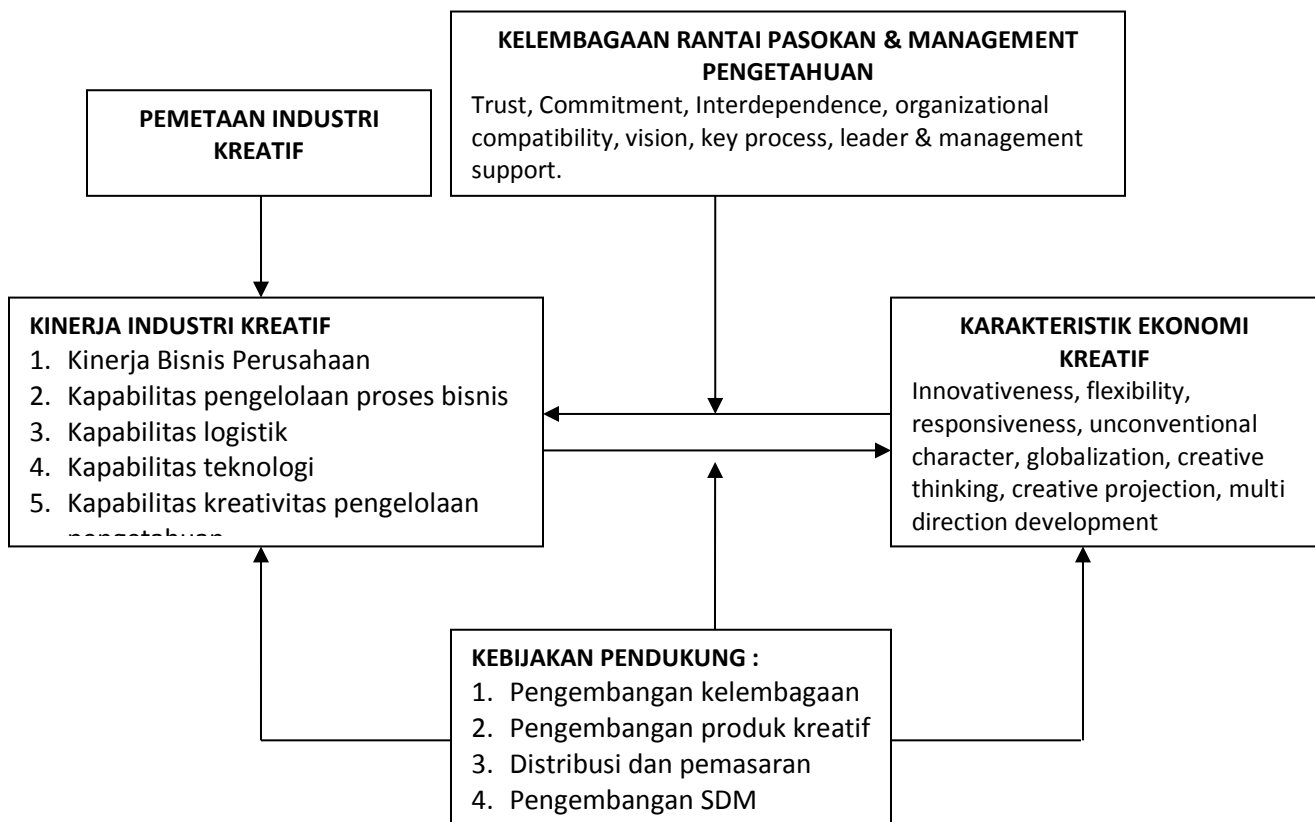 KELEMBAGAAN RANTAI PASOKAN & MANAGEMENT
PENGETAHUAN
Trust, Commitment, Interdependence, organizational
compatibility, vision, key process, leader & management
support.
PEMETAAN INDUSTRI
KREATIF
KINERJA INDUSTRI KREATIF
1. Kinerja Bisnis Perusahaan
2. Kapabilitas pengelolaan proses bisnis
3. Kapabilitas logistik
4. Kapabilitas teknologi
5. Kapabilitas kreativitas pengelolaan
KARAKTERISTIK EKONOMI
KREATIF
Innovativeness, flexibility,
responsiveness, unconventional
character, globalization, creative
thinking, creative projection, multi
direction development
KEBIJAKAN PENDUKUNG :
1. Pengembangan kelembagaan
2. Pengembangan produk kreatif
3. Distribusi dan pemasaran
4. Pengembangan SDM